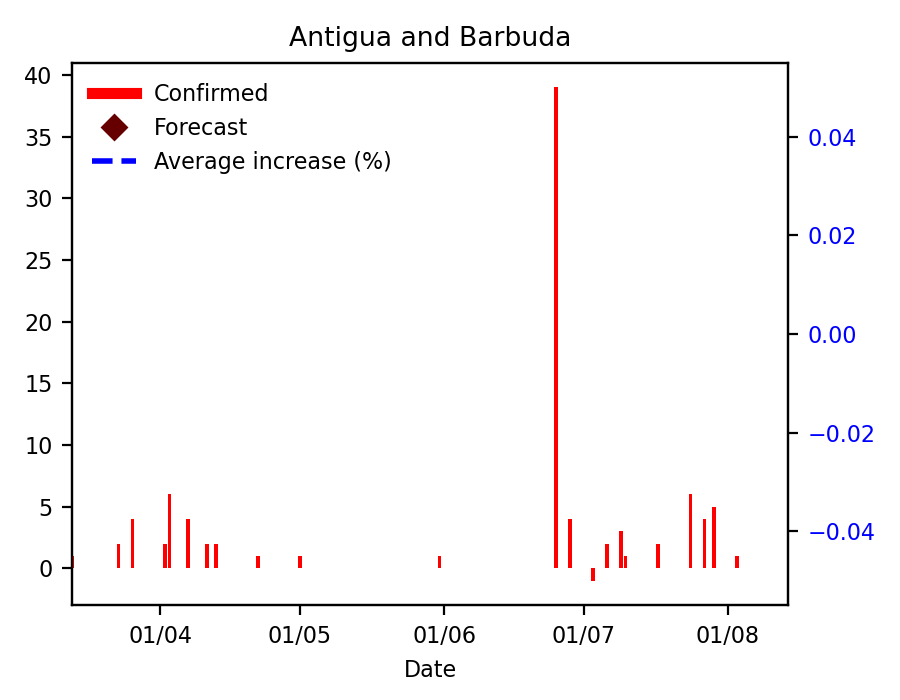 Antigua and Barbuda
40
35
30
25
20
15
10
5
0
Confirmed
Forecast
Average increase (%)
0.04
0.02
0.00
−0.02
−0.04
01/04 01/05 01/06 01/07 01/08
Date